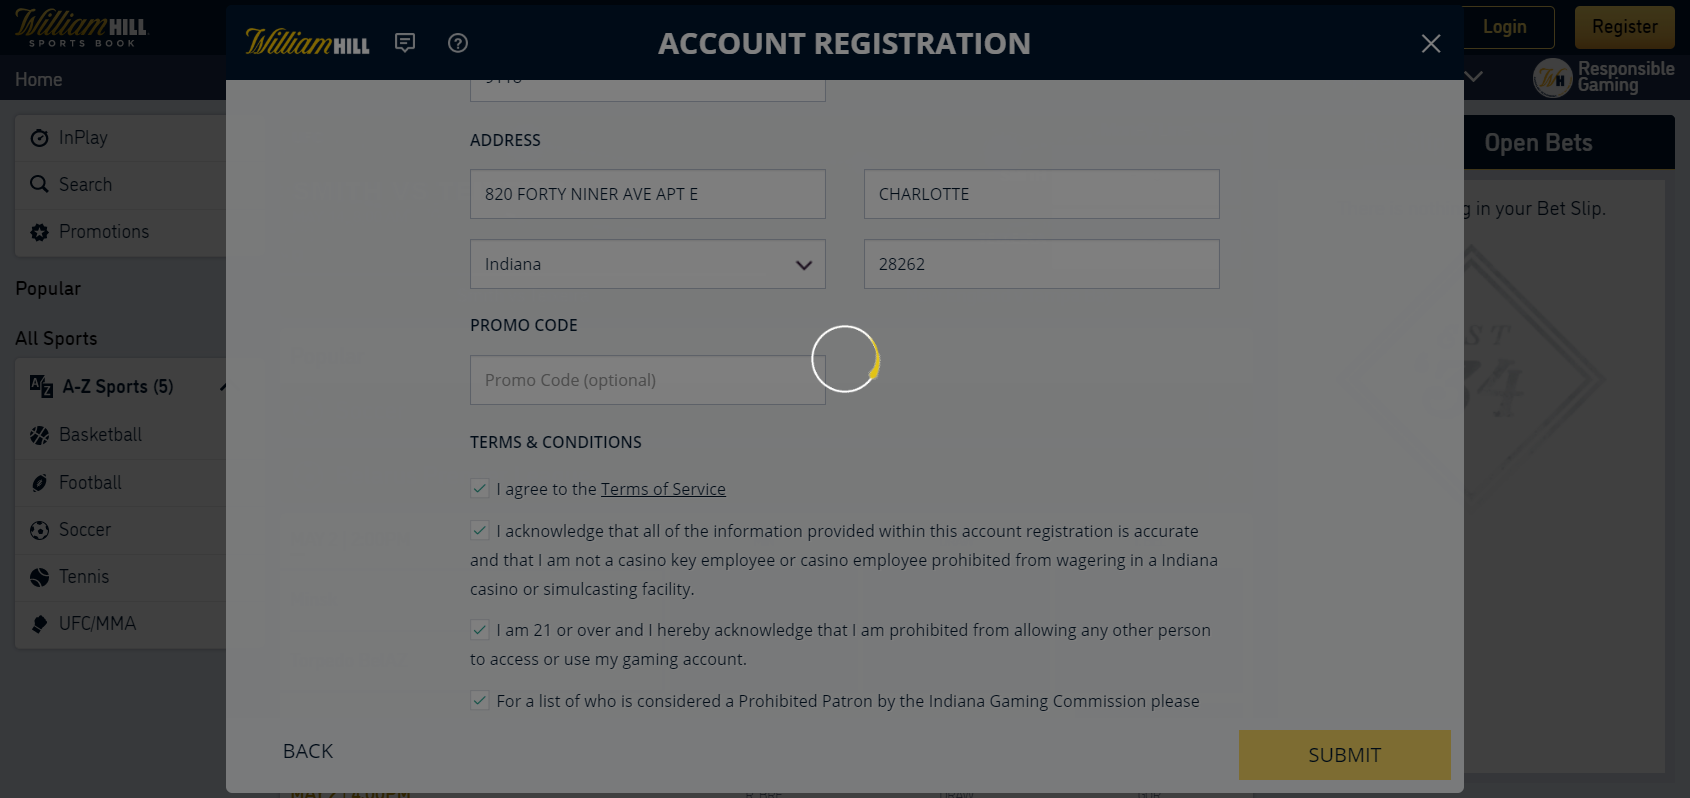 William HILL
SPORTS BOOK
William HILL
ACCOUNT REGISTRATION
Login
Register
Home
Responsible
Gaming
InPlay
Search
Promotions
Popular
All Sports
A-Z Sports (5)
Basketball
Football
Soccer
Tennis
UFC/MMA
ADDRESS
820 FORTY NINER AVE APT E
CHARLOTTE
Indiana
28262
PROMO CODE
Promo Code (optional)
TERMS & CONDITIONS
I agree to the Terms of Service
I acknowledge that all of the information provided within this account registration is accurate
and that I am not a casino key employee or casino employee prohibited from wagering in a Indiana
casino or simulcasting facility.
I am 21 or over and I hereby acknowledge that I am prohibited from allowing any other person
to access or use my gaming account.
For a list of who is considered a Prohibited Patron by the Indiana Gaming Commission please
BACK
SUBMIT
Open Bets
in your Bet Slip.